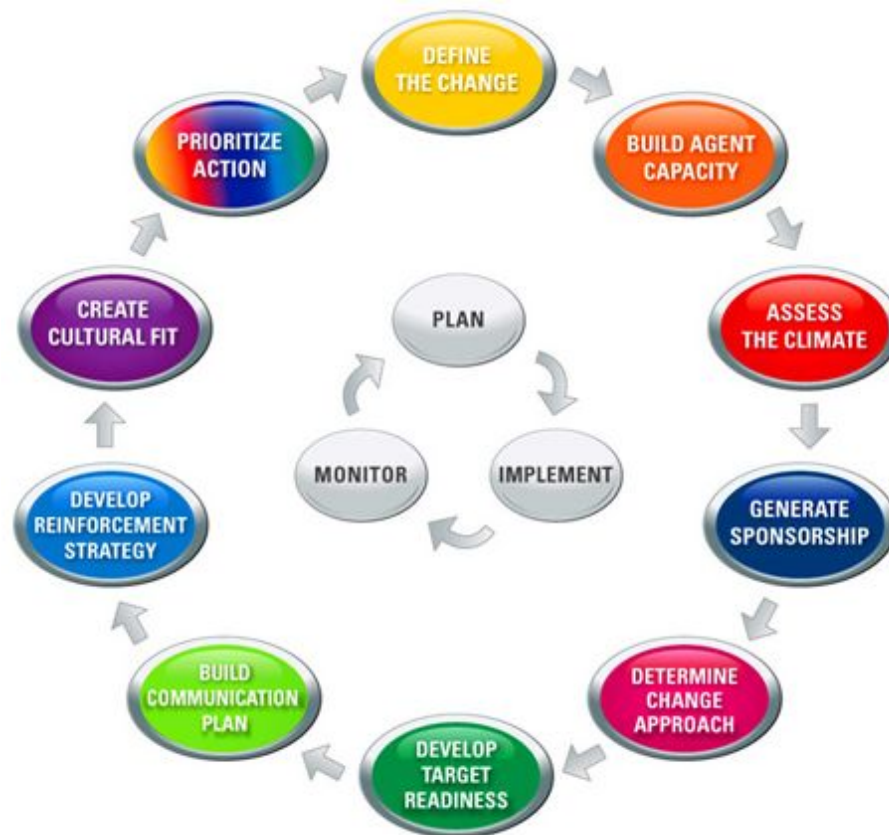 DEFINE
THE CHANGE
BUILD AGENT
CAPACITY
ASSESS
THE CLIMATE
GENERATE
SPONSORSHIP
DETERMINE
CHANGE
APPROACH
DEVELOP
TARGET
READINESS
BUILD
COMMUNICATION
PLAN
DEVELOP
REINFORCEMENT
STRATEGY
CREATE
CULTURAL FIT
PRIORITIZE
ACTION
PLAN
IMPLEMENT
MONITOR